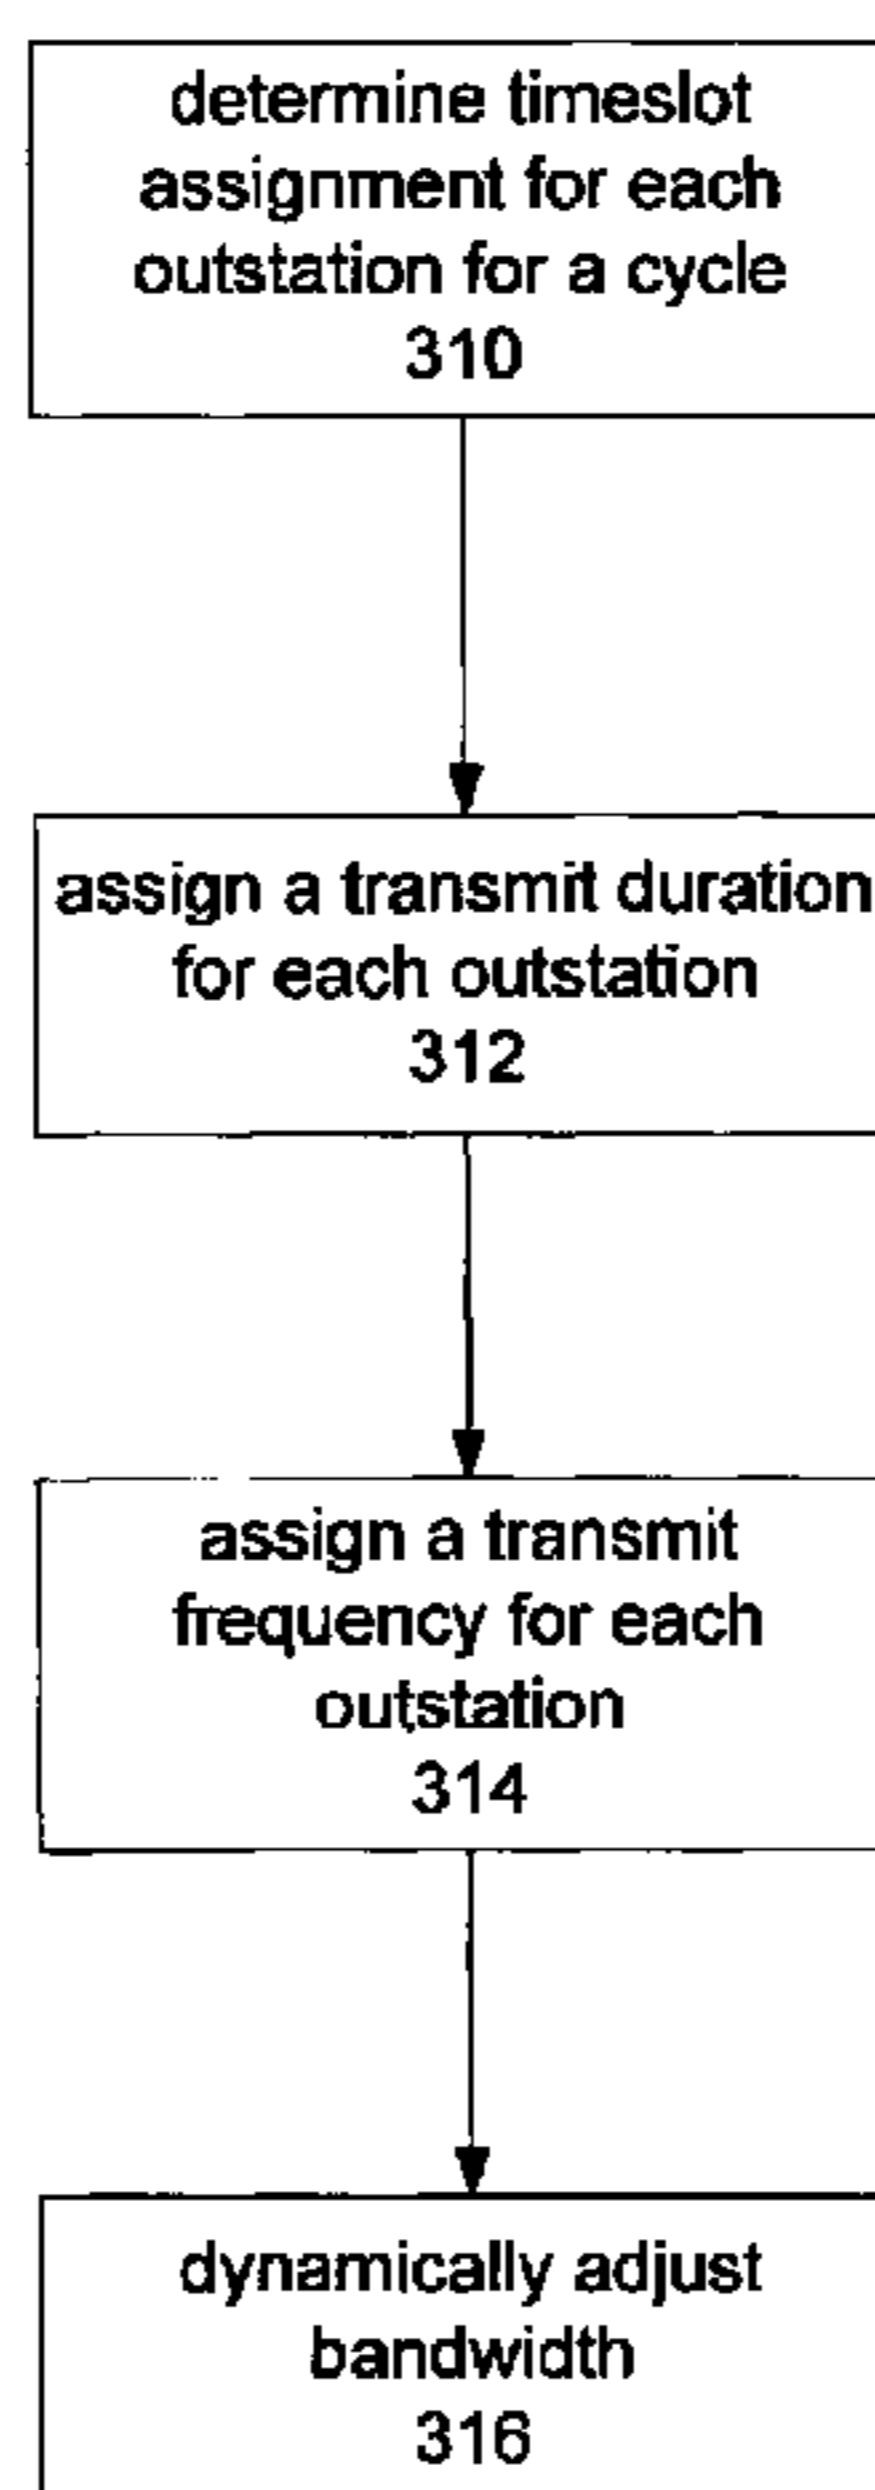 determine timeslot
assignment for each
outstation for a cycle
310
assign a transmit duration
for each outstation
312
assign a transmit
frequency for each
outstation
314
dynamically adjust
bandwidth
316